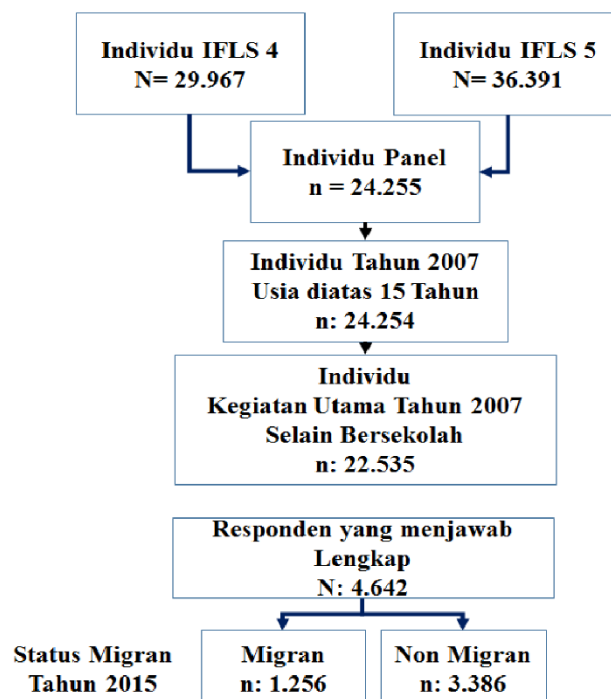 Individu IFLS 4
N= 29.967
Individu IFLS 5
N= 36.391
Individu Panel
n = 24.255
Individu Tahun 2007
Usia diatas 15 Tahun
n: 24.254
Individu
Kegiatan Utama Tahun 2007
Selain Bersekolah
n: 22.535
Responden yang menjawab
Lengkap
N: 4.642
Status Migran
Tahun 2015
Migran
n: 1.256
Non Migran
n: 3.386